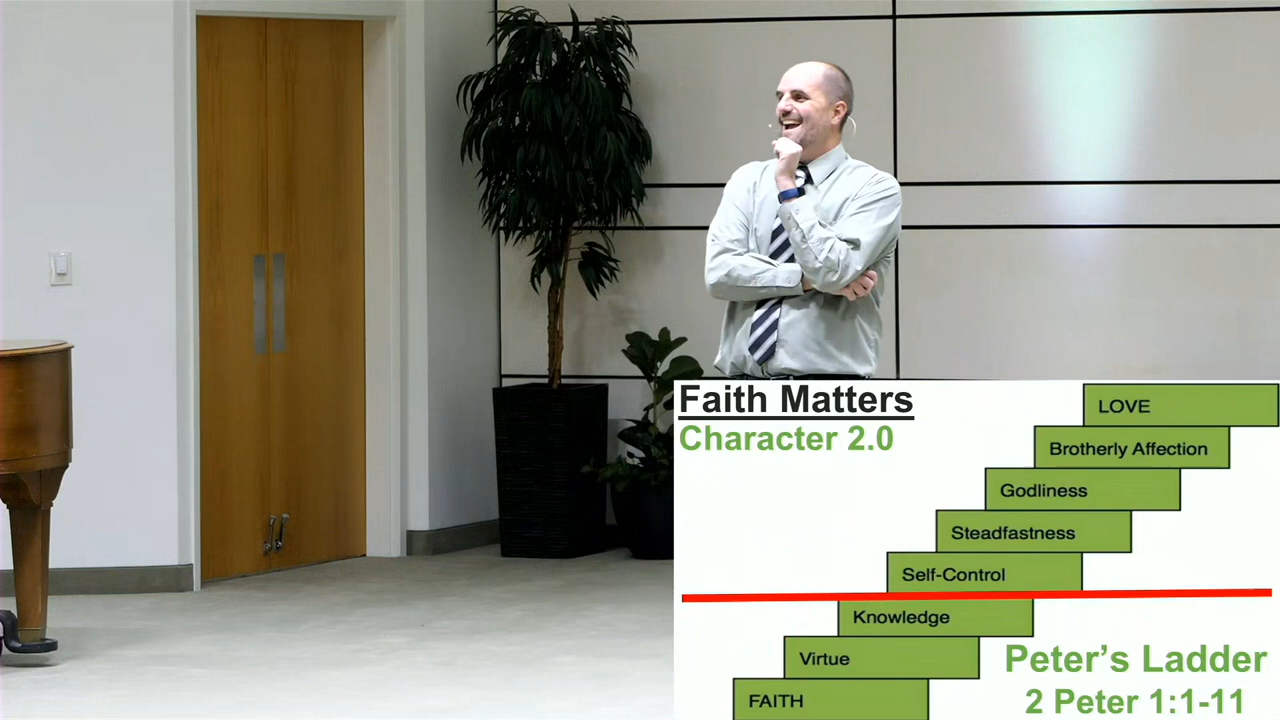 Faith Matters
Character 2.0
LOVE
Brotherly Affection
Godliness
Steadfastness
Self-Control
Knowledge
Virtue
FAITH
Peter's Ladder
2 Peter 1:1-11